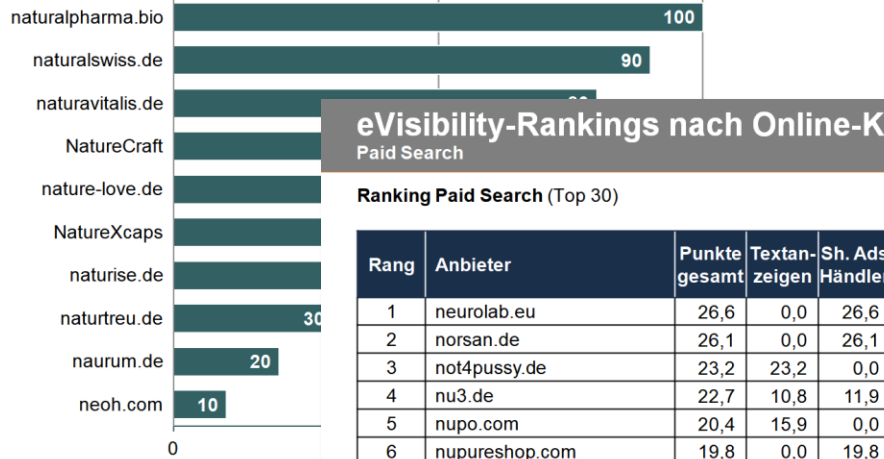 naturalpharma.bio 100
naturalswiss.de 90
naturavitalis.de
NatureCraft
nature-love.de
NatureXcaps
naturise.de
naturtreu.de 30
naurum.de 20
neoh.com 10
0
eVisibility-Rankings nach Online-K
Paid Search
Ranking Paid Search (Top 30)
Rang Anbieter Punkte gesamt Textan-zeigen Sh. Ads Händler
1 neurolab.eu 26,6 0,0 26,6
2 norsan.de 26,1 0,0 26,1
3 not4pussy.de 23,2 23,2 0,0
4 nu3.de 22,7 10,8 11,9
5 nupo.com 20,4 15,9 0,0
6 nupureshop.com 19,8 0,0 19,8